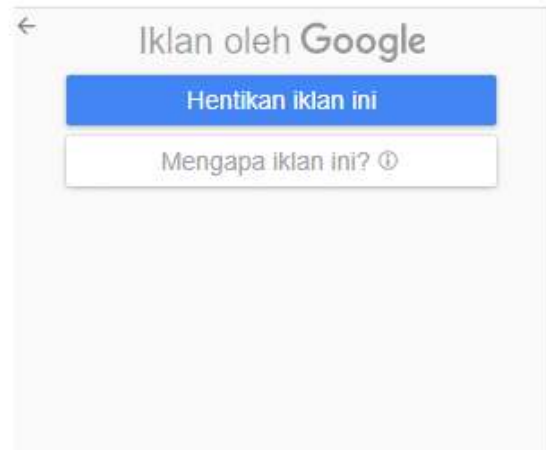 Iklan oleh Google
Hentikan iklan ini
Mengapa iklan ini?